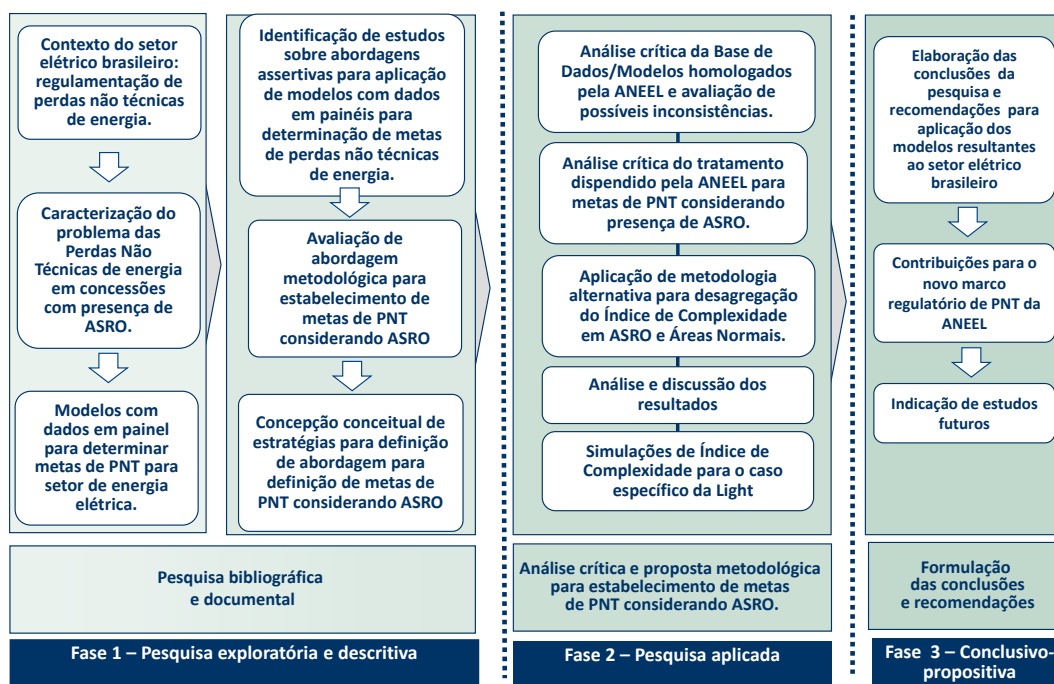 Contexto do setor
elétrico brasileiro:
regulamentação de
perdas não técnicas
de energia.
Caracterização do
problema das
Perdas Não
Técnicas de energia
em concessões
com presença de
ASRO.
Modelos com
dados em painel
para determinar
metas de PNT para
setor de energia
elétrica.
Identificação de estudos
sobre abordagens
assertivas para aplicação
de modelos com dados
em painéis para
determinação de metas
de perdas não técnicas
de energia.
Avaliação de
abordagem
metodológica para
estabelecimento de
metas de PNT
considerando ASRO
Concepção conceitual de
estratégias para definição
de abordagem para
definição de metas de
PNT considerando ASRO
Pesquisa bibliográfica
e documental
Fase 1 – Pesquisa exploratória e descritiva
Análise crítica da Base de
Dados/Modelos homologados
pela ANEEL e avaliação de
possíveis inconsistências.
Análise crítica do tratamento
dispendido pela ANEEL para
metas de PNT considerando
presença de ASRO.
Aplicação de metodologia
alternativa para desagregação
do Índice de Complexidade
em ASRO e Áreas Normais.
Análise e discussão dos
resultados
Simulações de Índice de
Complexidade para o caso
específico da Light
Análise crítica e proposta metodológica
para estabelecimento de metas
de PNT considerando ASRO.
Fase 2 – Pesquisa aplicada
Elaboração das
conclusões da
pesquisa e
recomendações para
aplicação dos
modelos resultantes
ao setor elétrico
brasileiro
Contribuições para o
novo marco
regulatório de PNT da
ANEEL
Indicação de estudos
futuros
Formulação
das conclusões
e recomendações
Fase 3 – Conclusivo-
propositiva